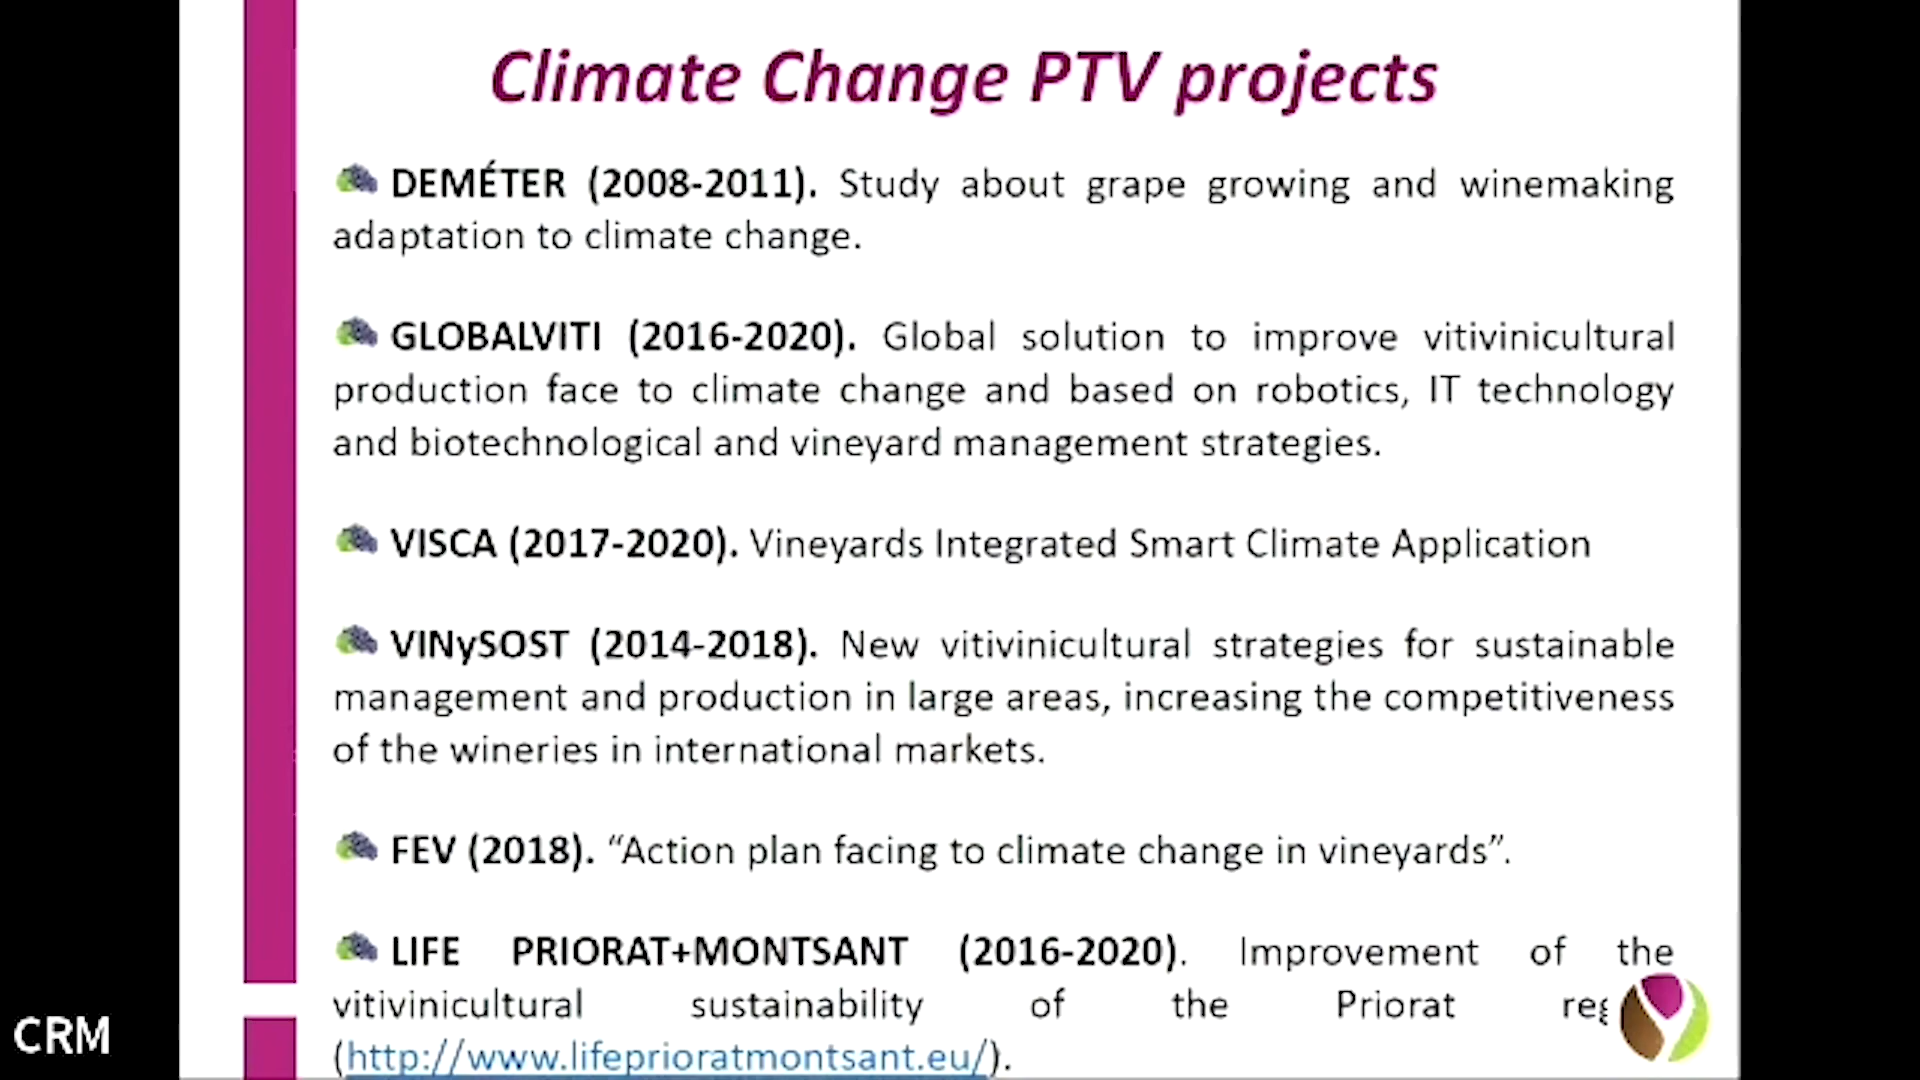 Climate Change PTV projects
DEMÉTER (2008-2011). Study about grape growing and winemaking
adaptation to climate change.
GLOBALVITI (2016-2020). Global solution to improve vitivinicultural
production face to climate change and based on robotics, IT technology
and biotechnological and vineyard management strategies.
VISCA (2017-2020). Vineyards Integrated Smart Climate Application
VINySOST (2014-2018). New vitivinicultural strategies for sustainable
management and production in large areas, increasing the competitiveness
of the wineries in international markets.
FEV (2018). “Action plan facing to climate change in vineyards”.
LIFE PRIORAT+MONTSANT (2016-2020). Improvement of the
vitivinicultural sustainability of the Priorat
(http://www.lifeprioratmontsant.eu/).
CRM